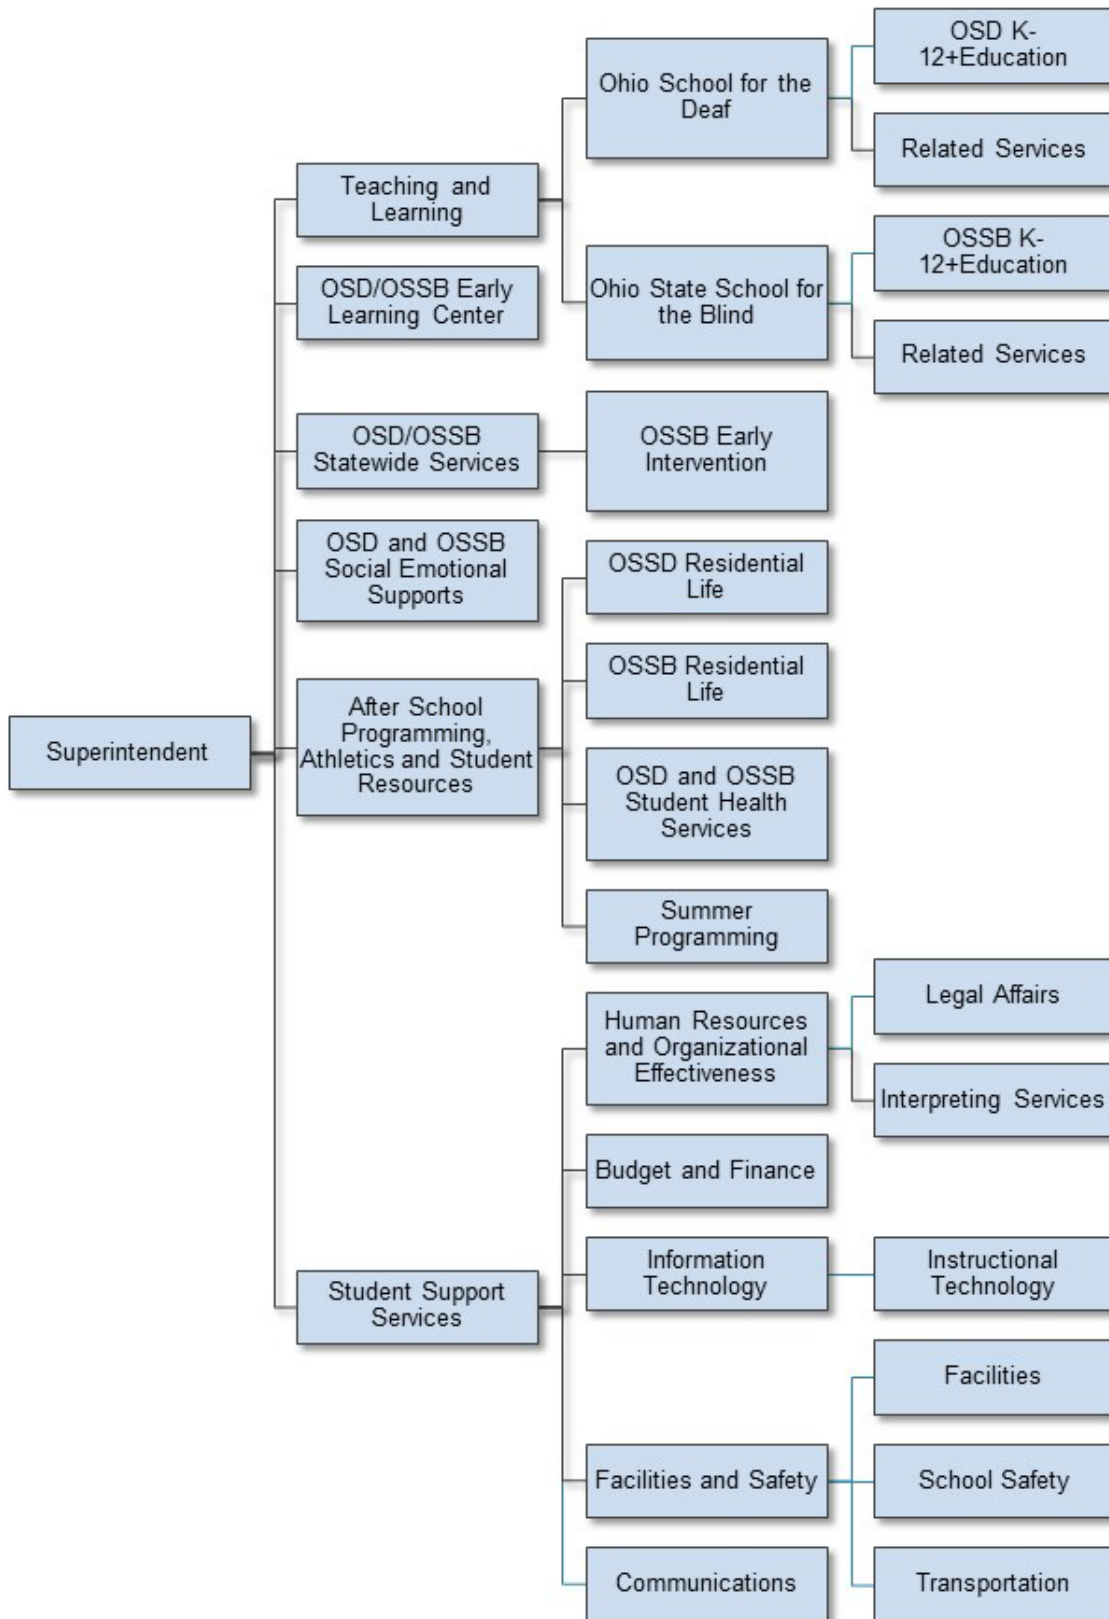 Superintendent
Teaching and
Learning
OSD/OSSB Early
Learning Center
OSD/OSSB
Statewide Services
OSD and OSSB
Social Emotional
Supports
After School
Programming,
Athletics and Student
Resources
Student Support
Services
Ohio School for the
Deaf
Ohio State School for
the Blind
OSSB Early
Intervention
OSSD Residential
Life
OSSB Residential
Life
OSD and OSSB
Student Health
Services
Summer
Programming
Human Resources
and Organizational
Effectiveness
Budget and Finance
Information
Technology
Facilities and Safety
Communications
OSD K-
12+Education
Related Services
OSSB K-
12+Education
Related Services
Legal Affairs
Interpreting Services
Instructional
Technology
Facilities
School Safety
Transportation